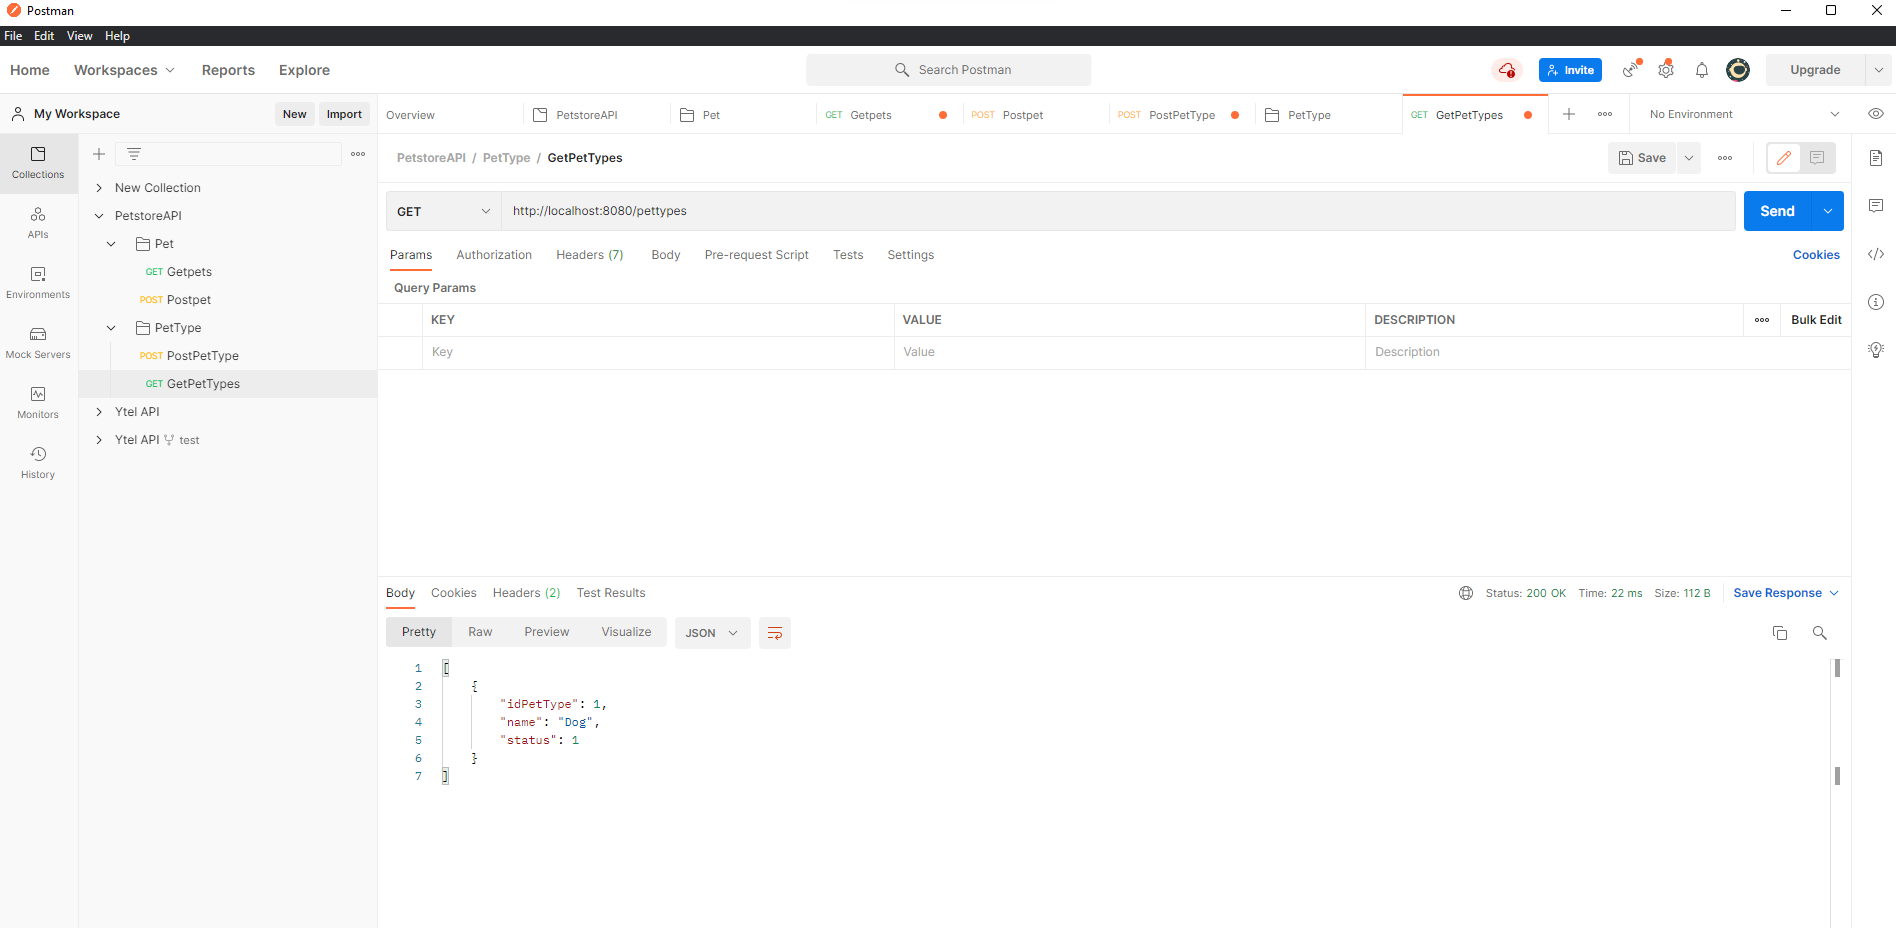 Postman
File Edit View Help
Home Workspaces Reports Explore Search Postman Invite Upgrade
My Workspace New Import Overview PetstoreAPI Pet GET Getpets POST Postpet POST PostPetType PetType GET GetPetTypes No Environment
Collections
APIs
Environments
Mock Servers
Monitors
History
New Collection
PetstoreAPI
Pet
GET Getpets
POST Postpet
PetType
POST PostPetType
GET GetPetTypes
Ytel API
Ytel API test
PetstoreAPI / PetType / GetPetTypes Save
GET http://localhost:8080/pettypes Send
Params Authorization Headers (7) Body Pre-request Script Tests Settings Cookies
Query Params
KEY VALUE DESCRIPTION Bulk Edit
Key Value Description
Body Cookies Headers (2) Test Results Status: 200 OK Time: 22 ms Size: 112 B Save Response
Pretty Raw Preview Visualize JSON
1 [
2 {
3 "idPetType": 1,
4 "name": "Dog",
5 "status": 1
6 }
7 ]